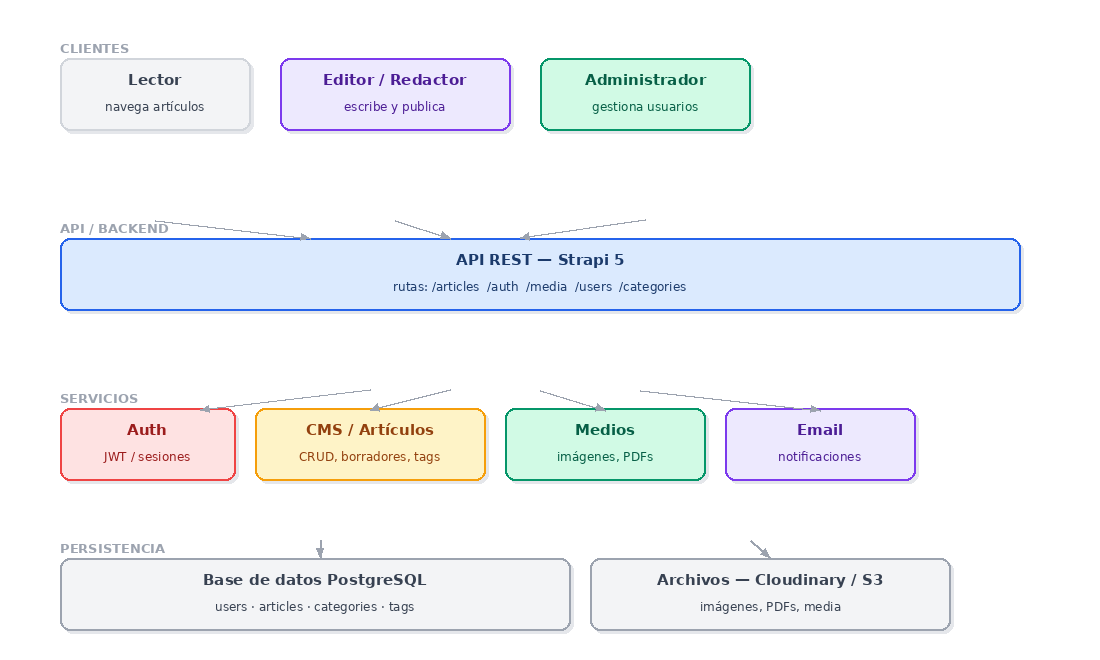 CLIENTES
Lector
navega artículos
Editor / Redactor
escribe y publica
Administrador
gestiona usuarios
API / BACKEND
API REST — Strapi 5
rutas: /articles  /auth  /media  /users  /categories
SERVICIOS
Auth
JWT / sesiones
CMS / Artículos
CRUD, borradores, tags
Medios
imágenes, PDFs
Email
notificaciones
PERSISTENCIA
Base de datos PostgreSQL
users · articles · categories · tags
Archivos — Cloudinary / S3
imágenes, PDFs, media